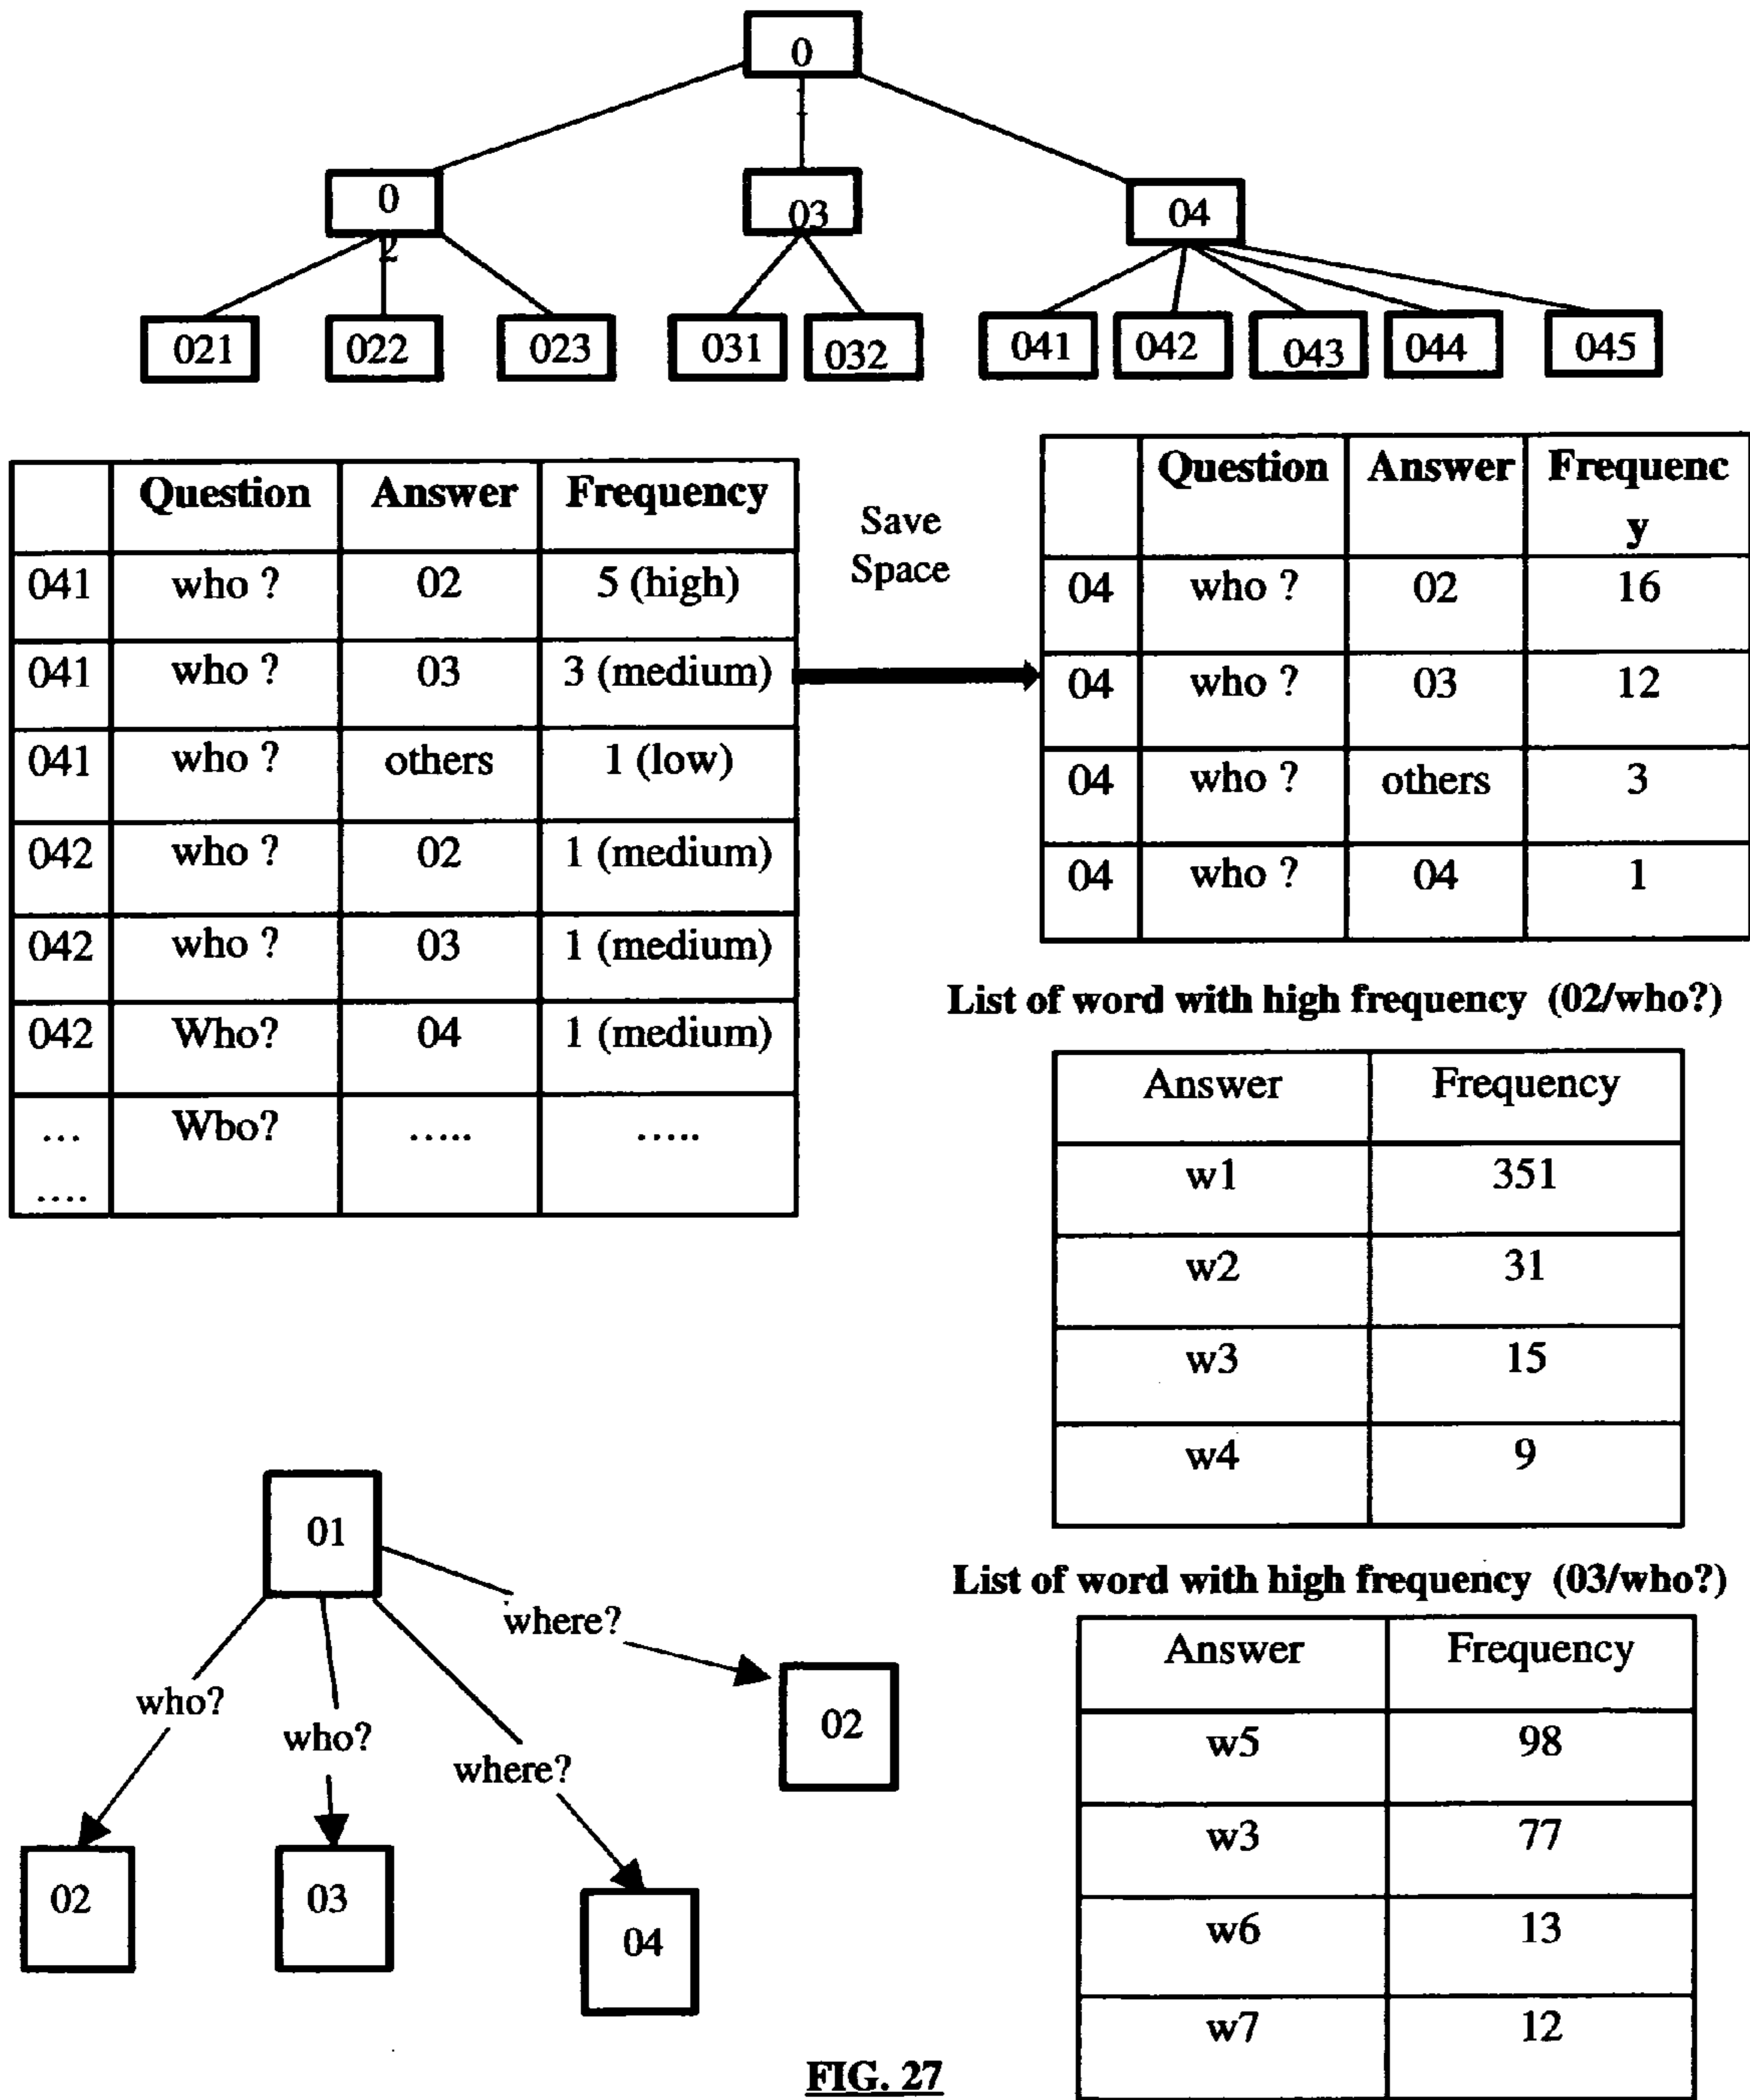 0
0
2
03
04
021 022 023 031 032 041 042 043 044 045
Question Answer Frequency
041 who ? 02 5 (high)
041 who ? 03 3 (medium)
041 who ? others 1 (low)
042 who ? 02 1 (medium)
042 who ? 03 1 (medium)
042 Who? 04 1 (medium)
... Wbo? ..... .....
....
Save
Space
Question Answer Frequenc
y
04 who ? 02 16
04 who ? 03 12
04 who ? others 3
04 who ? 04 1
List of word with high frequency (02/who?)
Answer Frequency
w1 351
w2 31
w3 15
w4 9
01
where?
who?
who?
where?
02
02
03
04
List of word with high frequency (03/who?)
Answer Frequency
w5 98
w3 77
w6 13
w7 12
FIG. 27